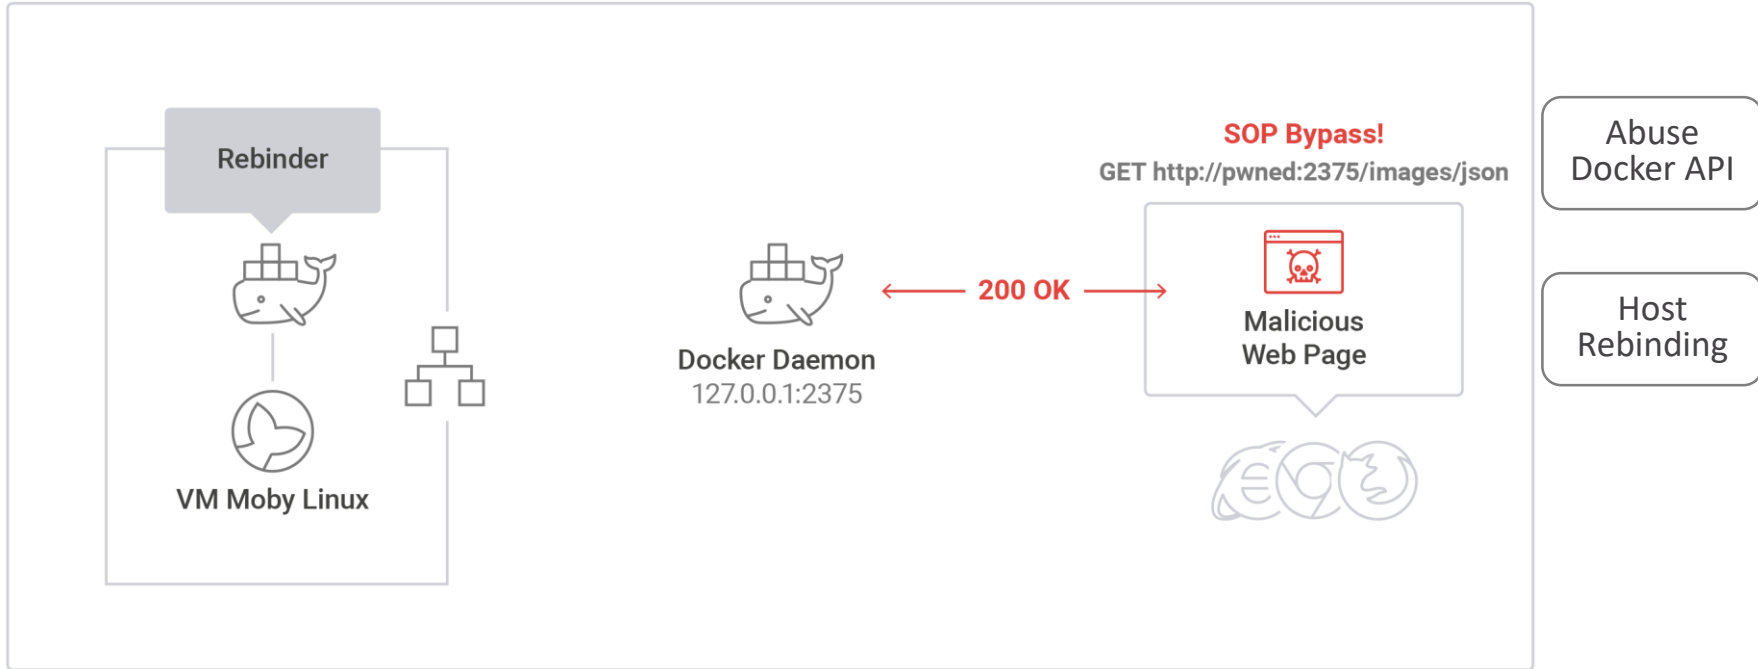 Rebinder
VM Moby Linux
Docker Daemon
127.0.0.1:2375
200 OK
SOP Bypass!
GET http://pwned:2375/images/json
Malicious
Web Page
Abuse
Docker API
Host
Rebinding